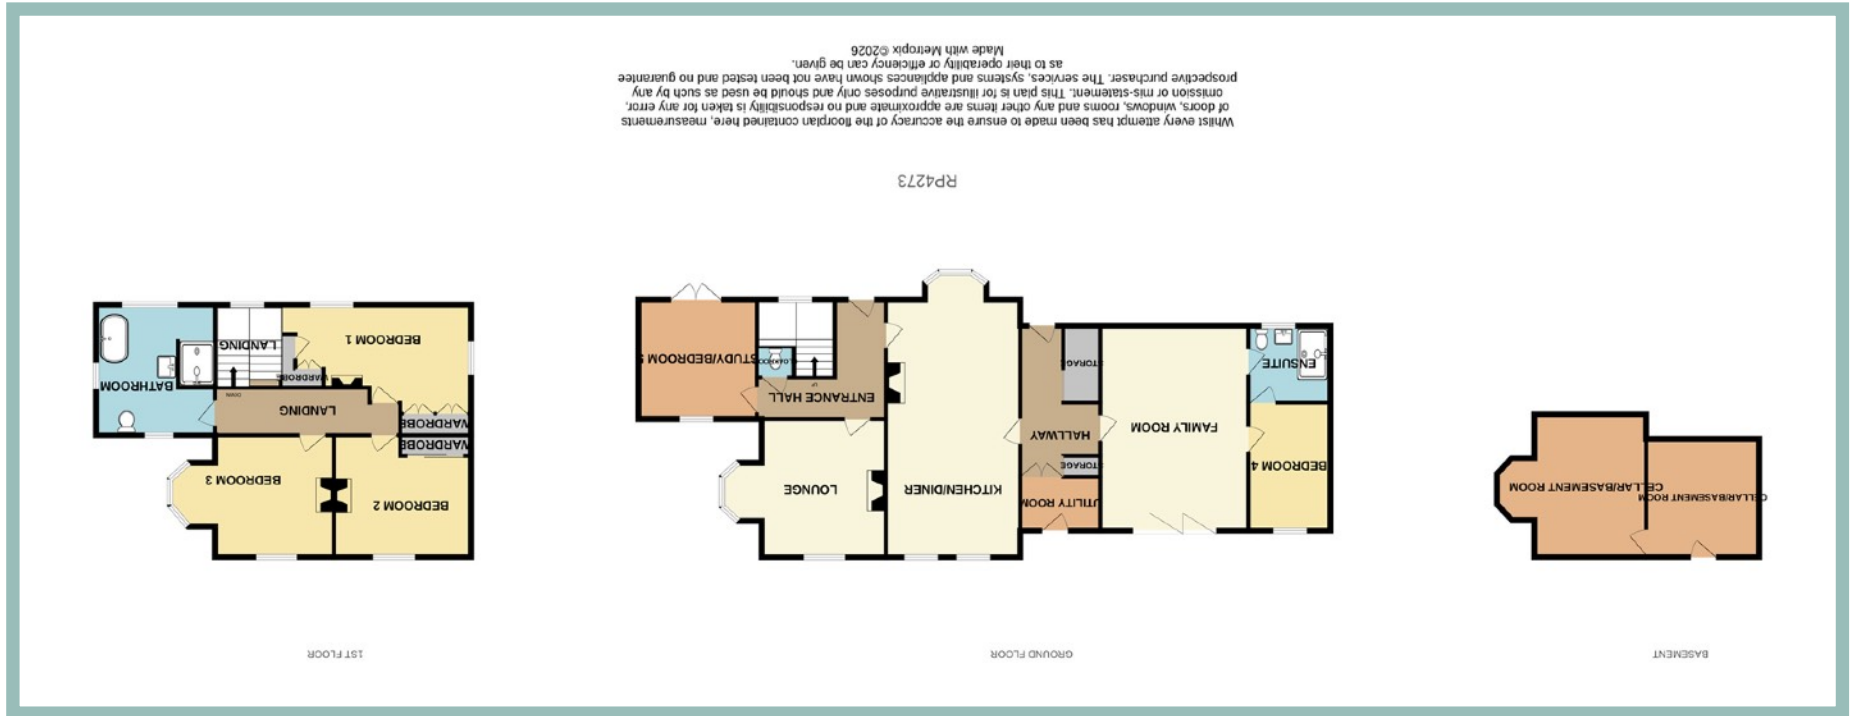 BASEMENT
GROUND FLOOR
1ST FLOOR
CELLAR/BASEMENT ROOM
CELLAR/BASEMENT ROOM
BEDROOM 4
ENSUITE
FAMILY ROOM
UTILITY ROOM
STORAGE
HALLWAY
STORAGE
KITCHEN/DINER
LOUNGE
ENTRANCE HALL
UP
CLOAKROOM
STUDY/BEDROOM 5
BEDROOM 2
BEDROOM 3
WARDROBE
WARDROBE
LANDING
DOWN
BATHROOM
WARDROBE
LANDING
BEDROOM 1
RP4273
Whilst every attempt has been made to ensure the accuracy of the floorplan contained here, measurements
of doors, windows, rooms and any other items are approximate and no responsibility is taken for any error,
omission or mis-statement. This plan is for illustrative purposes only and should be used as such by any
prospective purchaser. The services, systems and appliances shown have not been tested and no guarantee
as to their operability or efficiency can be given.
Made with Metropix ©2026